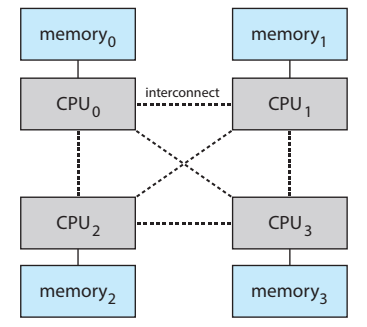 memory₀
memory₁
CPU₀
interconnect
CPU₁
CPU₂
CPU₃
memory₂
memory₃